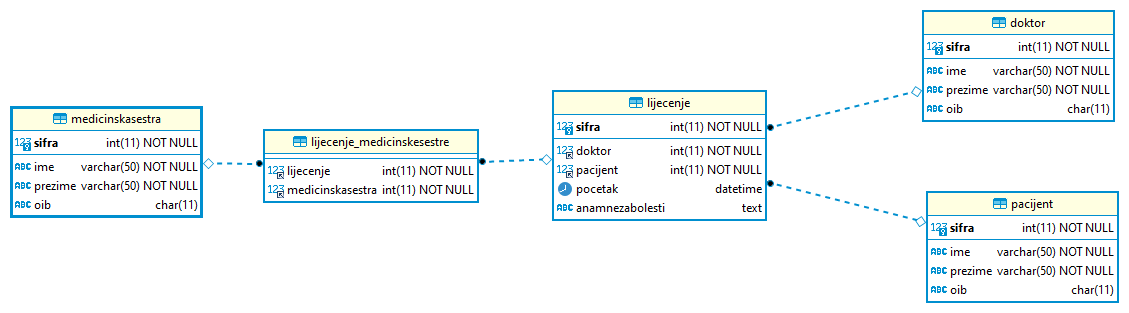 medicinskasestra
123 sifra int(11) NOT NULL
ABC ime varchar(50) NOT NULL
ABC prezime varchar(50) NOT NULL
ABC oib char(11)
lijecenje_medicinskesestre
123 lijecenje int(11) NOT NULL
123 medicinskasestra int(11) NOT NULL
lijecenje
123 sifra int(11) NOT NULL
123 doktor int(11) NOT NULL
123 pacijent int(11) NOT NULL
pocetak datetime
ABC anamnezabolesti text
doktor
123 sifra int(11) NOT NULL
ABC ime varchar(50) NOT NULL
ABC prezime varchar(50) NOT NULL
ABC oib char(11)
pacijent
123 sifra int(11) NOT NULL
ABC ime varchar(50) NOT NULL
ABC prezime varchar(50) NOT NULL
ABC oib char(11)